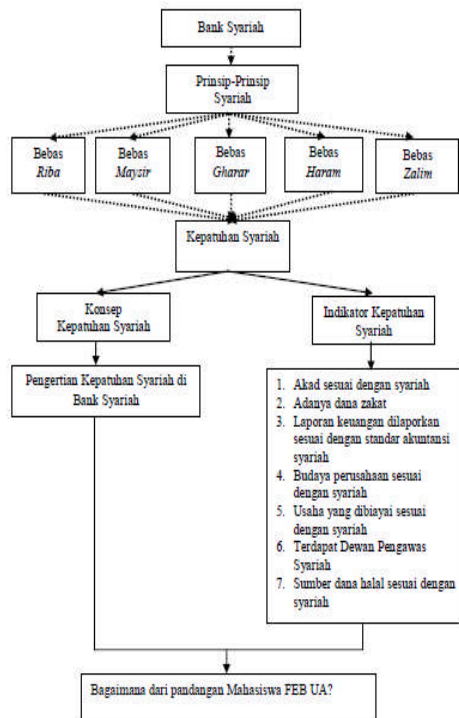 Bank Syariah
Prinsip-Prinsip
Syariah
Bebas
Riba
Bebas
Maysir
Bebas
Gharar
Bebas
Haram
Bebas
Zalim
Kepatuhan Syariah
Konsep
Kepatuhan Syariah
Indikator Kepatuhan
Syariah
Pengertian Kepatuhan Syariah di
Bank Syariah
1. Akad sesuai dengan syariah
2. Adanya dana zakat
3. Laporan keuangan dilaporkan
sesuai dengan standar akuntansi
syariah
4. Budaya perusahaan sesuai
dengan syariah
5. Usaha yang dibiayai sesuai
dengan syariah
6. Terdapat Dewan Pengawas
Syariah
7. Sumber dana halal sesuai dengan
syariah
Bagaimana dari pandangan Mahasiswa FEB UA?